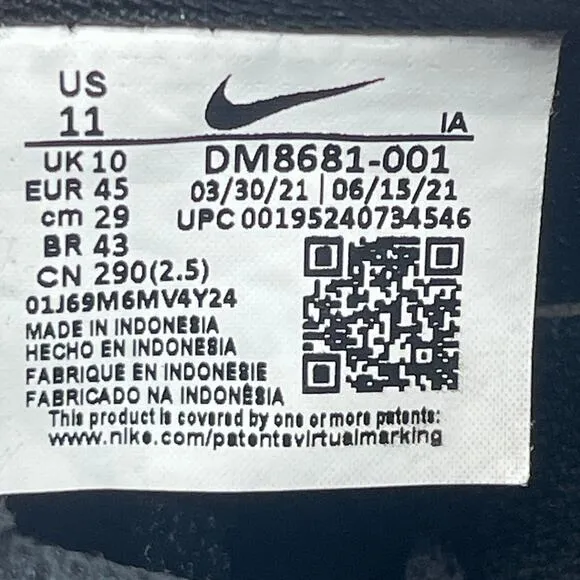 US
11
IA
UK 10
EUR 45
cm 29
BR 43
CN 290(2.5)
DM8681-001
03/30/21 | 06/15/21
UPC 00195240734546
01J69M6MV4Y24
MADE IN INDONESIA
HECHO EN INDONESIA
FABRIQUE EN INDONESIE
FABRICADO NA INDONÉSIA
This product is covered by one or more patents:
www.nike.com/patentsvirtualmarking